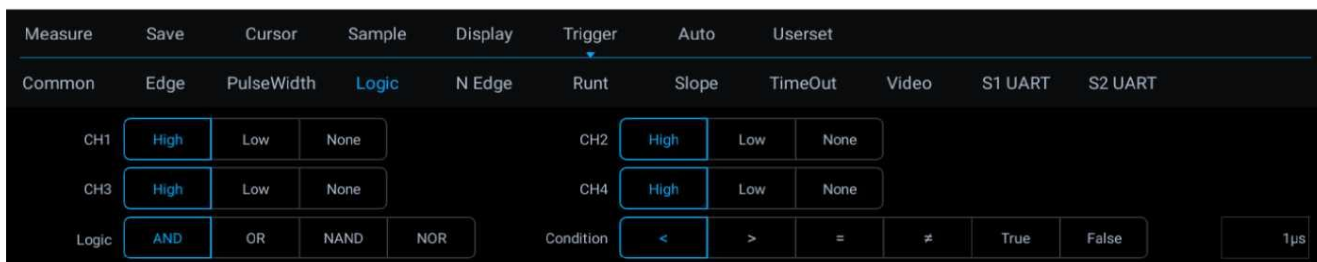 Measure Save Cursor Sample Display Trigger Auto Userset
Common Edge PulseWidth Logic N Edge Runt Slope TimeOut Video S1 UART S2 UART
CH1 High Low None CH2 High Low None
CH3 High Low None CH4 High Low None
Logic AND OR NAND NOR Condition < > = ≠ True False 1μs